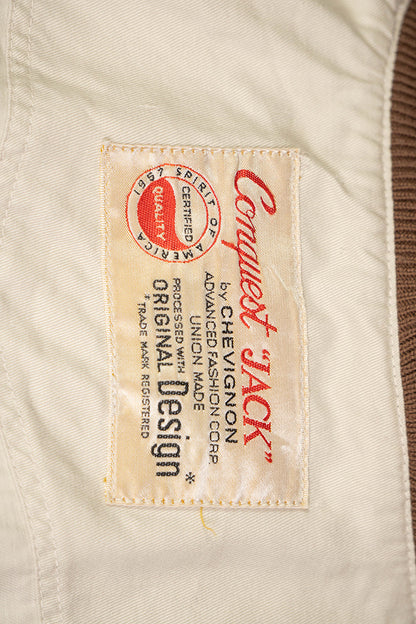 Conquest "JACK"
by CHEVIGNON
ADVANCED FASHION CORP
UNION MADE
1957 SPIRIT OF AMERICA
CERTIFIED
QUALITY
PROCESSED WITH
ORIGINAL Design*
*TRADE MARK REGISTERED